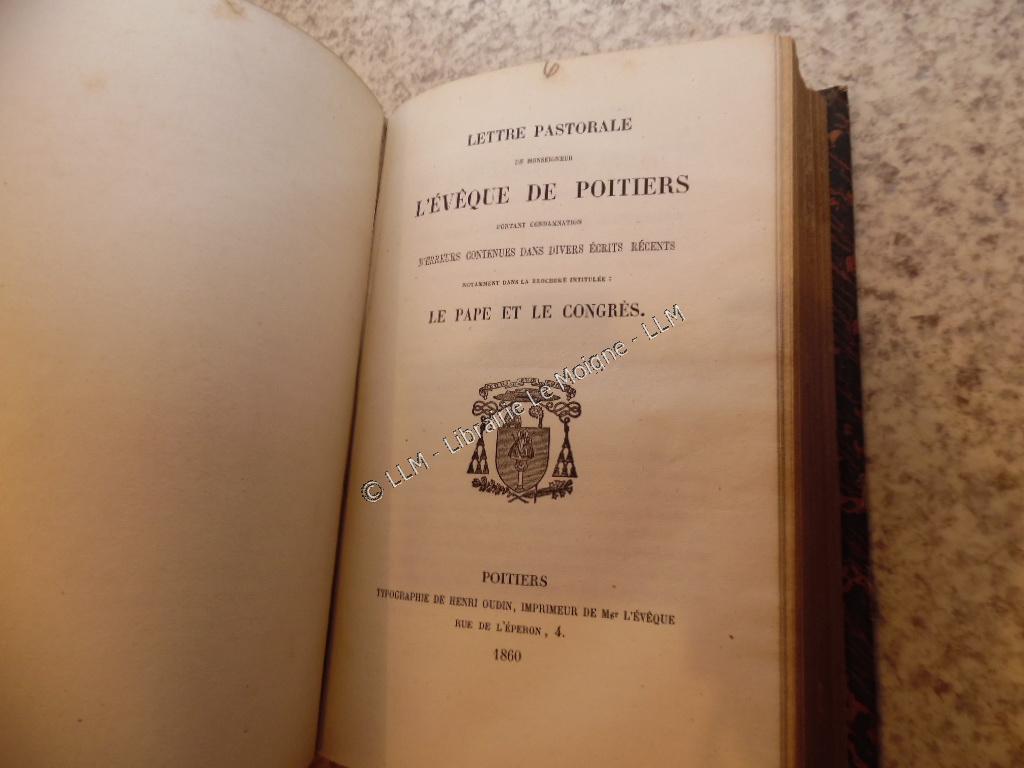 6
LETTRE PASTORALE
DE MONSEIGNEUR
L'ÉVÊQUE DE POITIERS
PORTANT CONDAMNATION
D'ERREURS CONTENUES DANS DIVERS ÉCRITS RÉCENTS
NOTAMMENT DANS LA BROCHURE INTITULÉE :
LE PAPE ET LE CONGRÈS.
© LLM - Librairie Le Moigne - LLM
POITIERS
TYPOGRAPHIE DE HENRI OUDIN, IMPRIMEUR DE Mgr L'ÉVÊQUE
RUE DE L'ÉPERON, 4.
1860